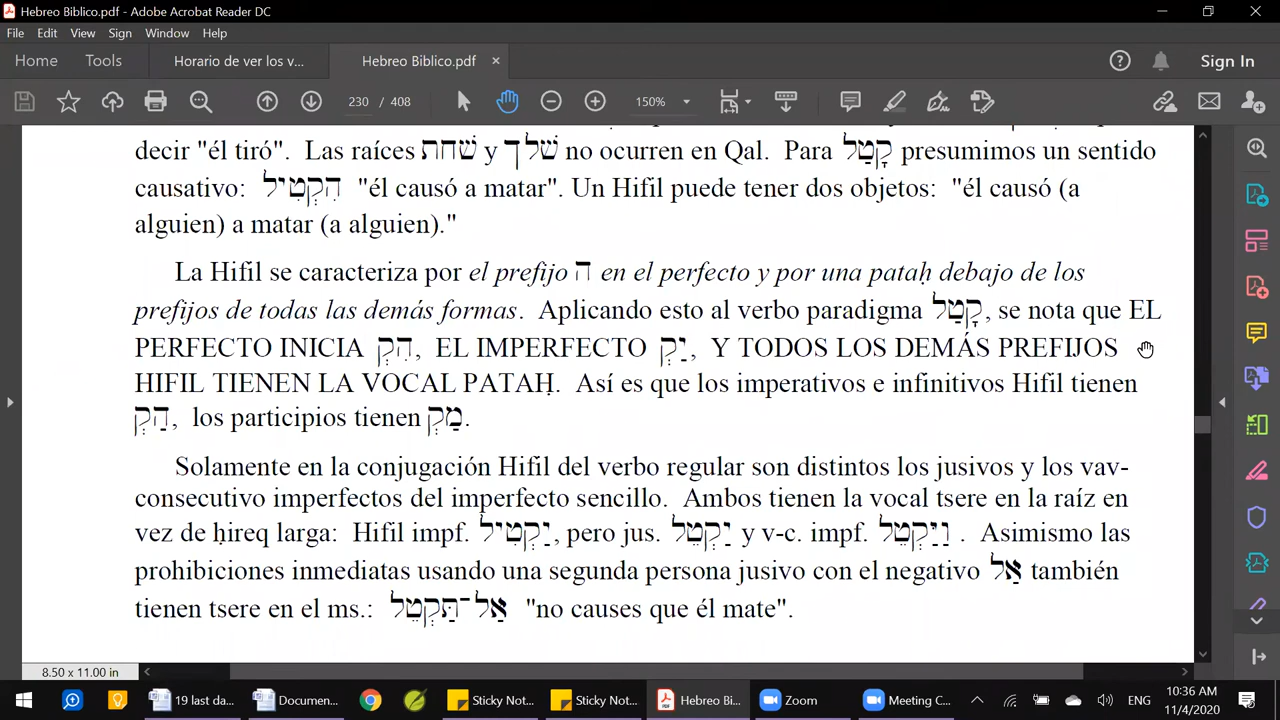 Hebreo Biblico.pdf - Adobe Acrobat Reader DC
File Edit View Sign Window Help
Home Tools Horario de ver los v... Hebreo Biblico.pdf × Sign In
230 / 408 150%
decir "él tiró". Las raíces שׁחת y שׁלך no ocurren en Qal. Para קָטַל presumimos un sentido
causativo: הִקְטִיל "él causó a matar". Un Hifil puede tener dos objetos: "él causó (a
alguien) a matar (a alguien)."
La Hifil se caracteriza por el prefijo ה en el perfecto y por una pataḥ debajo de los
prefijos de todas las demás formas. Aplicando esto al verbo paradigma קָטַל, se nota que EL
PERFECTO INICIA הִקְ, EL IMPERFECTO יַקְ, Y TODOS LOS DEMÁS PREFIJOS
HIFIL TIENEN LA VOCAL PATAḤ. Así es que los imperativos e infinitivos Hifil tienen
הַקְ, los participios tienen מַקְ.
Solamente en la conjugación Hifil del verbo regular son distintos los jusivos y los vav-
consecutivo imperfectos del imperfecto sencillo. Ambos tienen la vocal tsere en la raíz en
vez de ḥireq larga: Hifil impf. יַקְטִיל, pero jus. יַקְטֵל y v-c. impf. וַיַּקְטֵל . Asimismo las
prohibiciones inmediatas usando una segunda persona jusivo con el negativo אַל también
tienen tsere en el ms.: אַל־תַּקְטֵל "no causes que él mate".
8.50 x 11.00 in
19 last da... Documen... Sticky Not... Sticky Not... Hebreo Bi... Zoom Meeting C... ENG 10:36 AM
11/4/2020